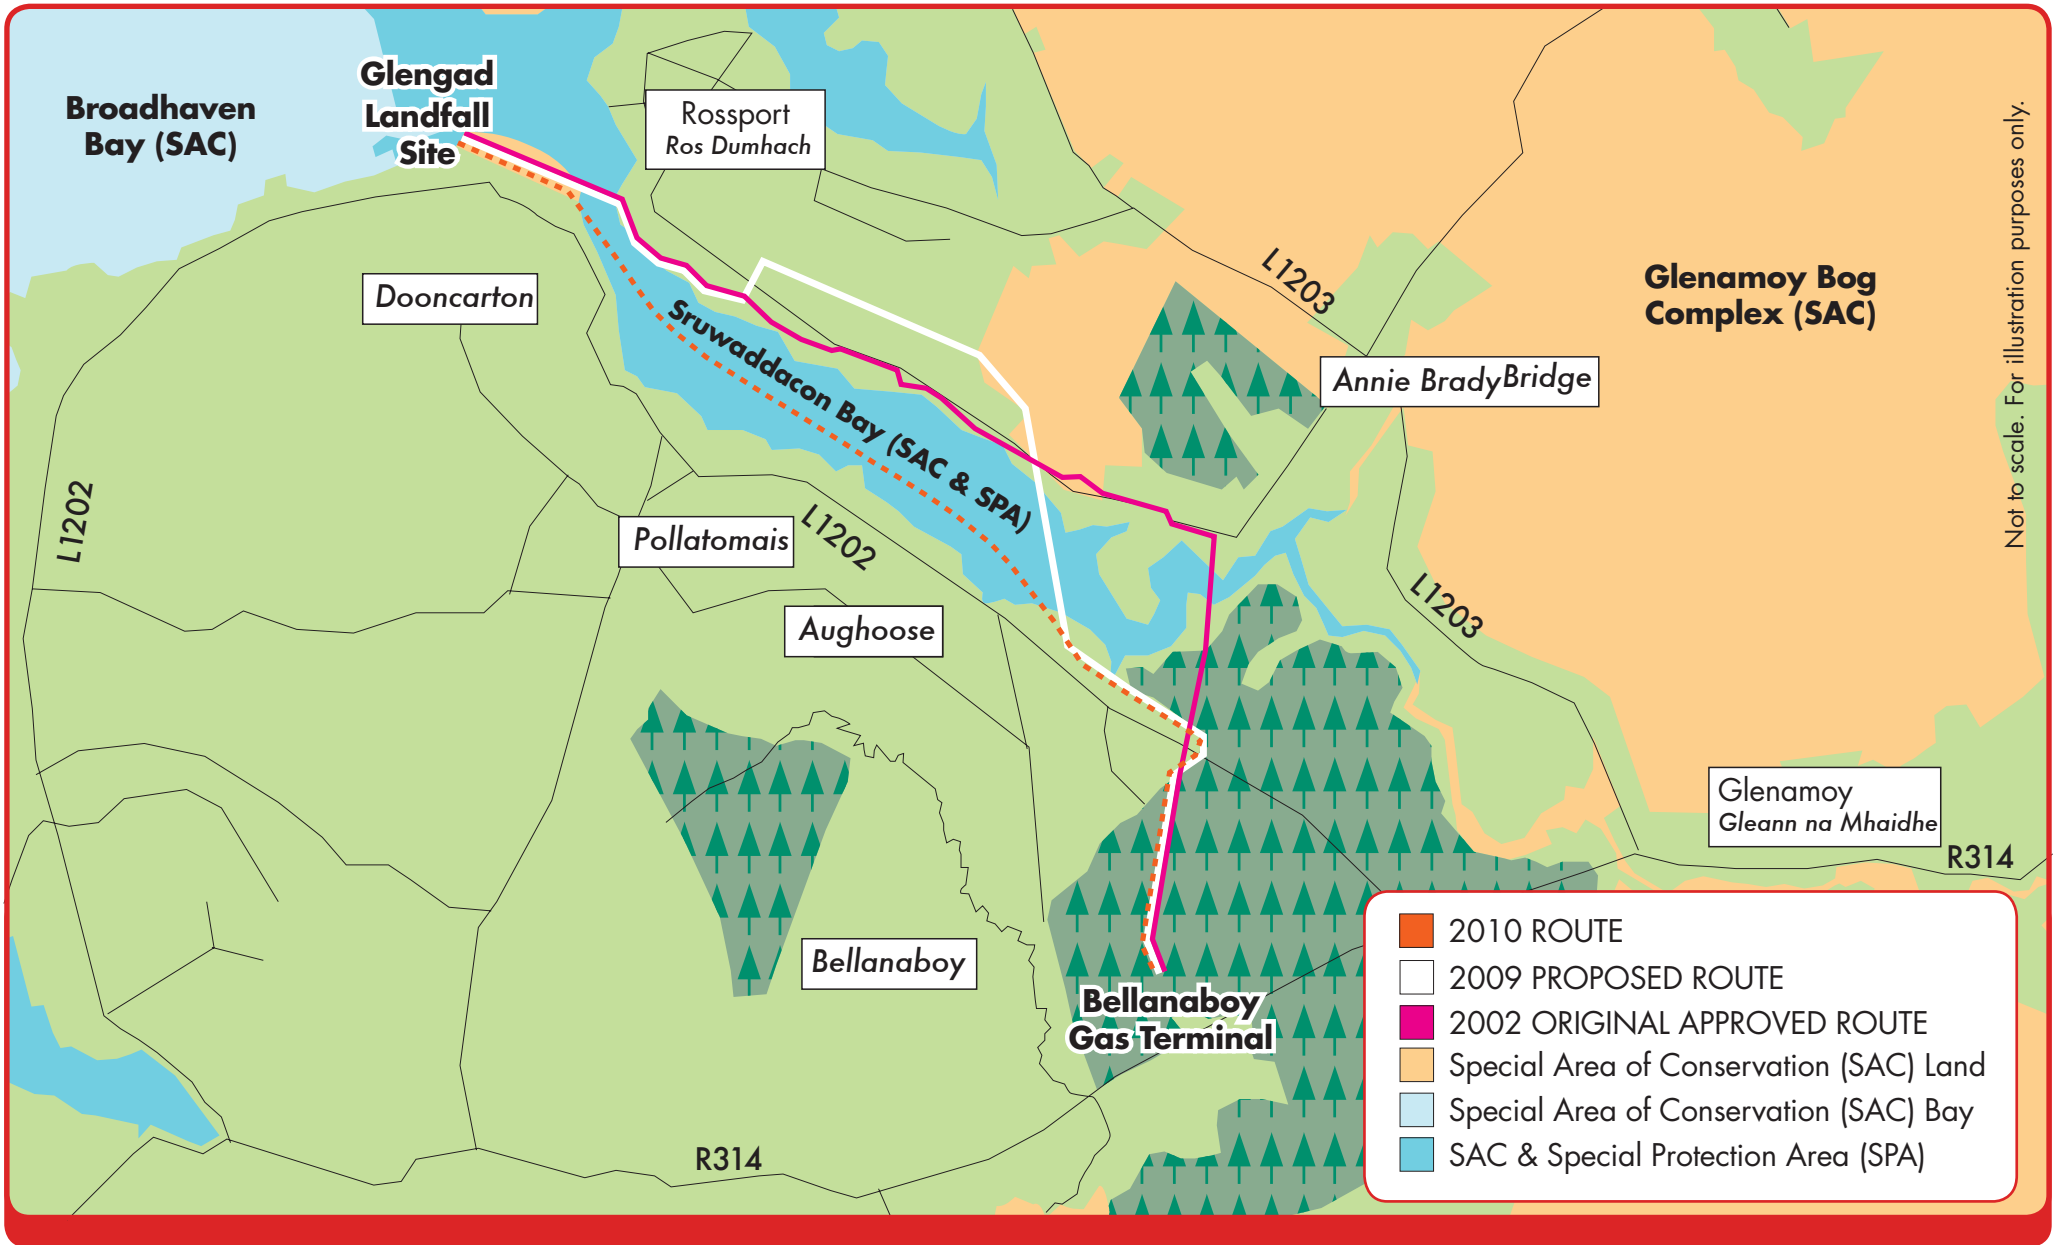 Glengad
Landfall
Site
Broadhaven
Bay (SAC)
Rossport
Ros Dumhach
Not to scale. For illustration purposes only.
L1203
Glenamoy Bog
Complex (SAC)
Dooncarton
Sruwaddacon Bay (SAC & SPA)
Annie Brady Bridge
L1202
Pollatomais
L1202
L1203
Aughoose
Glenamoy
Gleann na Mhaidhe
R314
Bellanaboy
Bellanaboy
Gas Terminal
R314
2010 ROUTE
2009 PROPOSED ROUTE
2002 ORIGINAL APPROVED ROUTE
Special Area of Conservation (SAC) Land
Special Area of Conservation (SAC) Bay
SAC & Special Protection Area (SPA)